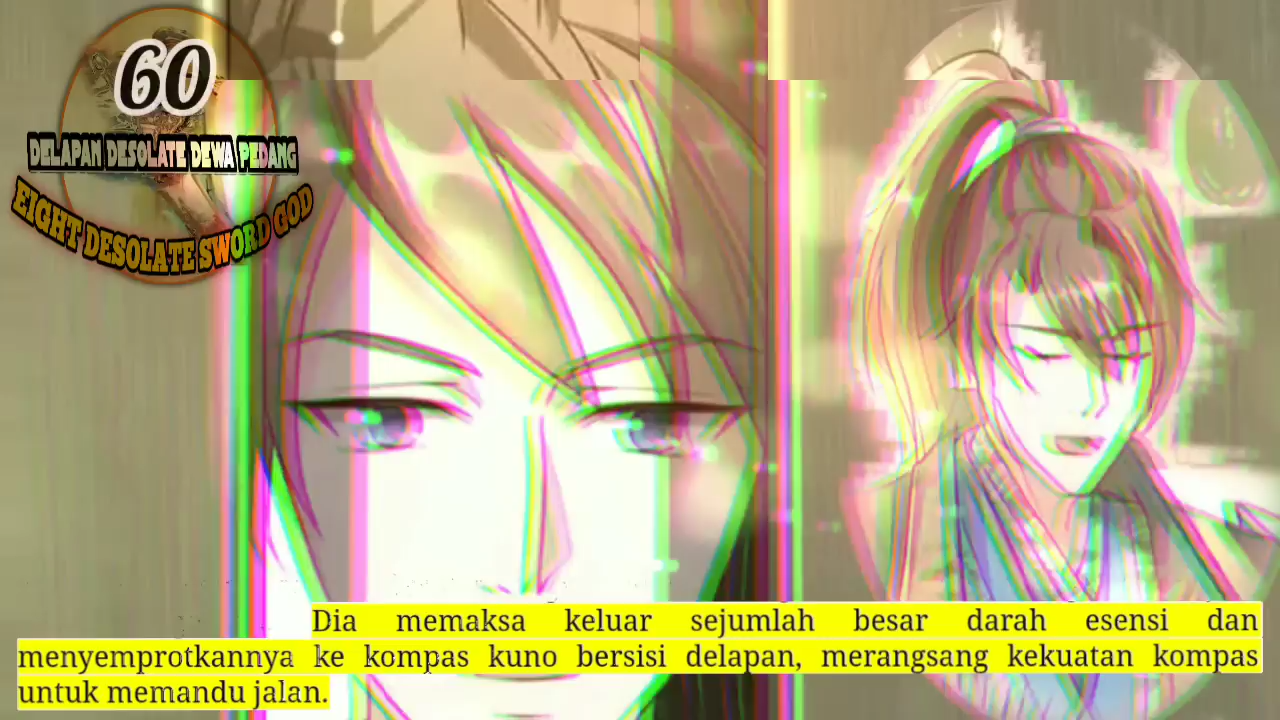 60
DELAPAN DESOLATE DEWA PEDANG
EIGHT DESOLATE SWORD GOD
Dia memaksa keluar sejumlah besar darah esensi dan
menyemprotkannya ke kompas kuno bersisi delapan, merangsang kekuatan kompas
untuk memandu jalan.